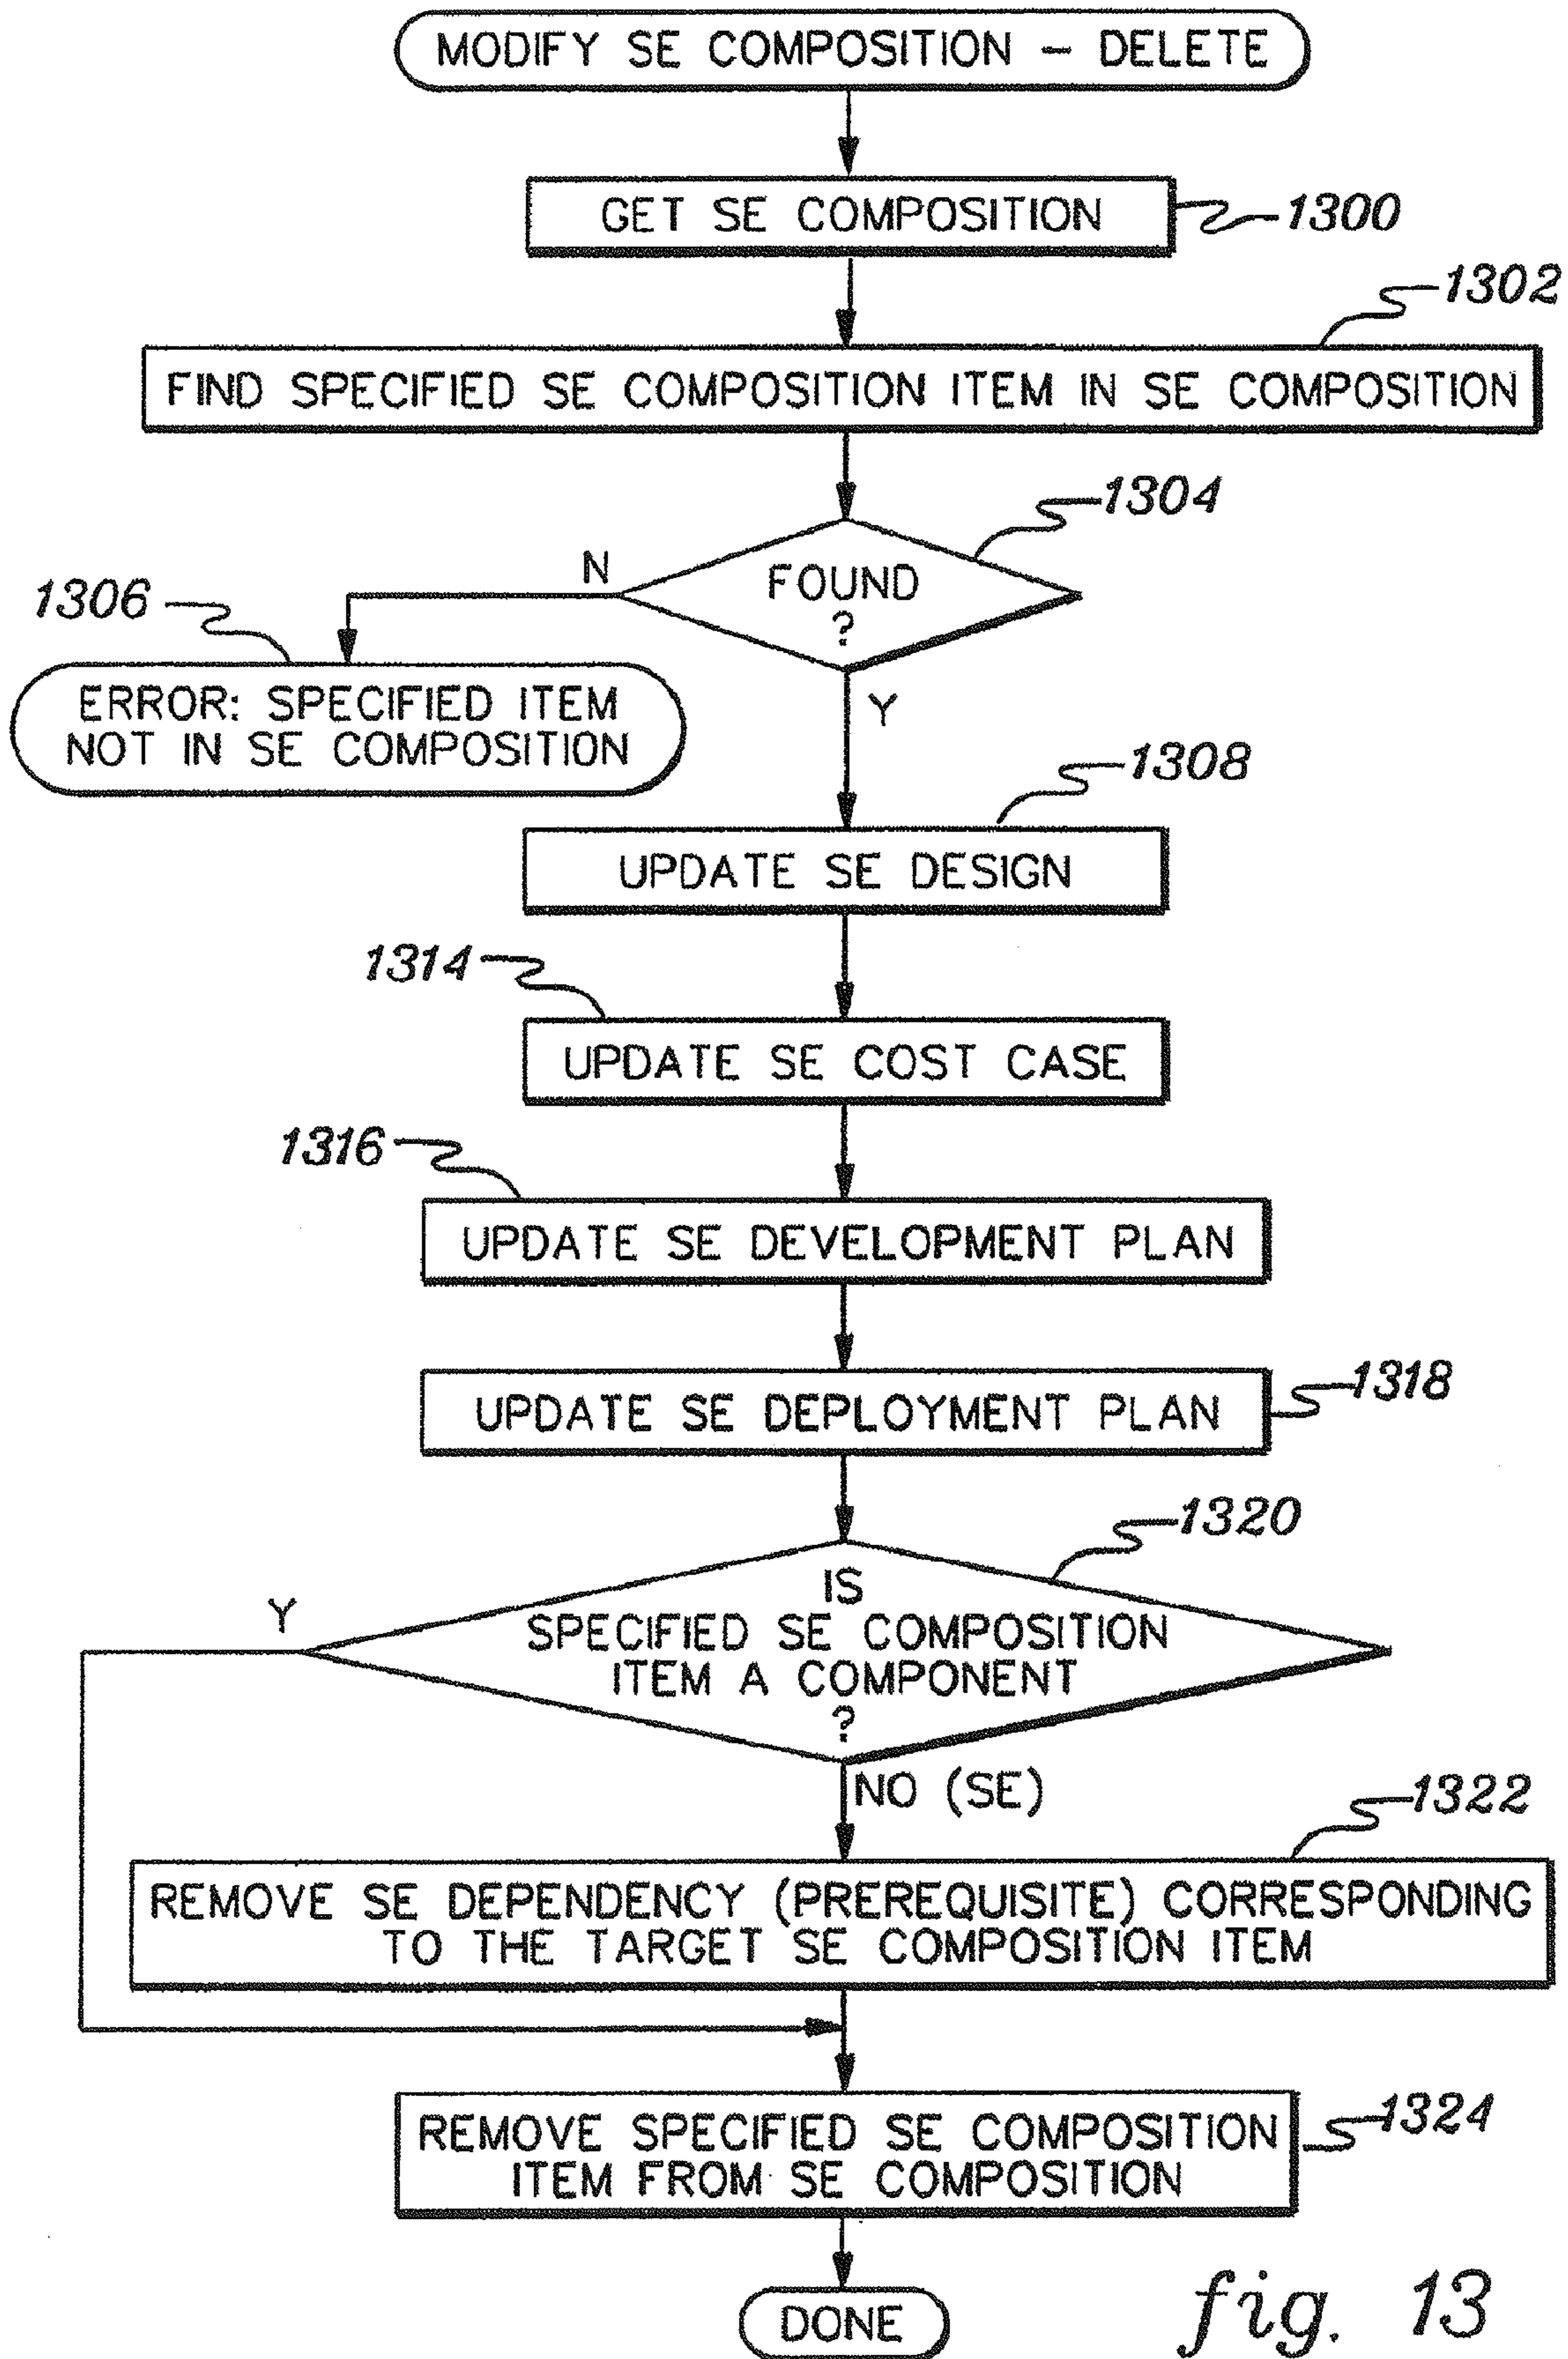 MODIFY SE COMPOSITION - DELETE
GET SE COMPOSITION
1300
1302
FIND SPECIFIED SE COMPOSITION ITEM IN SE COMPOSITION
1304
N
FOUND
?
1306
Y
ERROR: SPECIFIED ITEM
NOT IN SE COMPOSITION
1308
UPDATE SE DESIGN
1314
UPDATE SE COST CASE
1316
UPDATE SE DEVELOPMENT PLAN
1318
UPDATE SE DEPLOYMENT PLAN
1320
Y
IS
SPECIFIED SE COMPOSITION
ITEM A COMPONENT
?
NO (SE)
1322
REMOVE SE DEPENDENCY (PREREQUISITE) CORRESPONDING
TO THE TARGET SE COMPOSITION ITEM
1324
REMOVE SPECIFIED SE COMPOSITION
ITEM FROM SE COMPOSITION
DONE
fig. 13